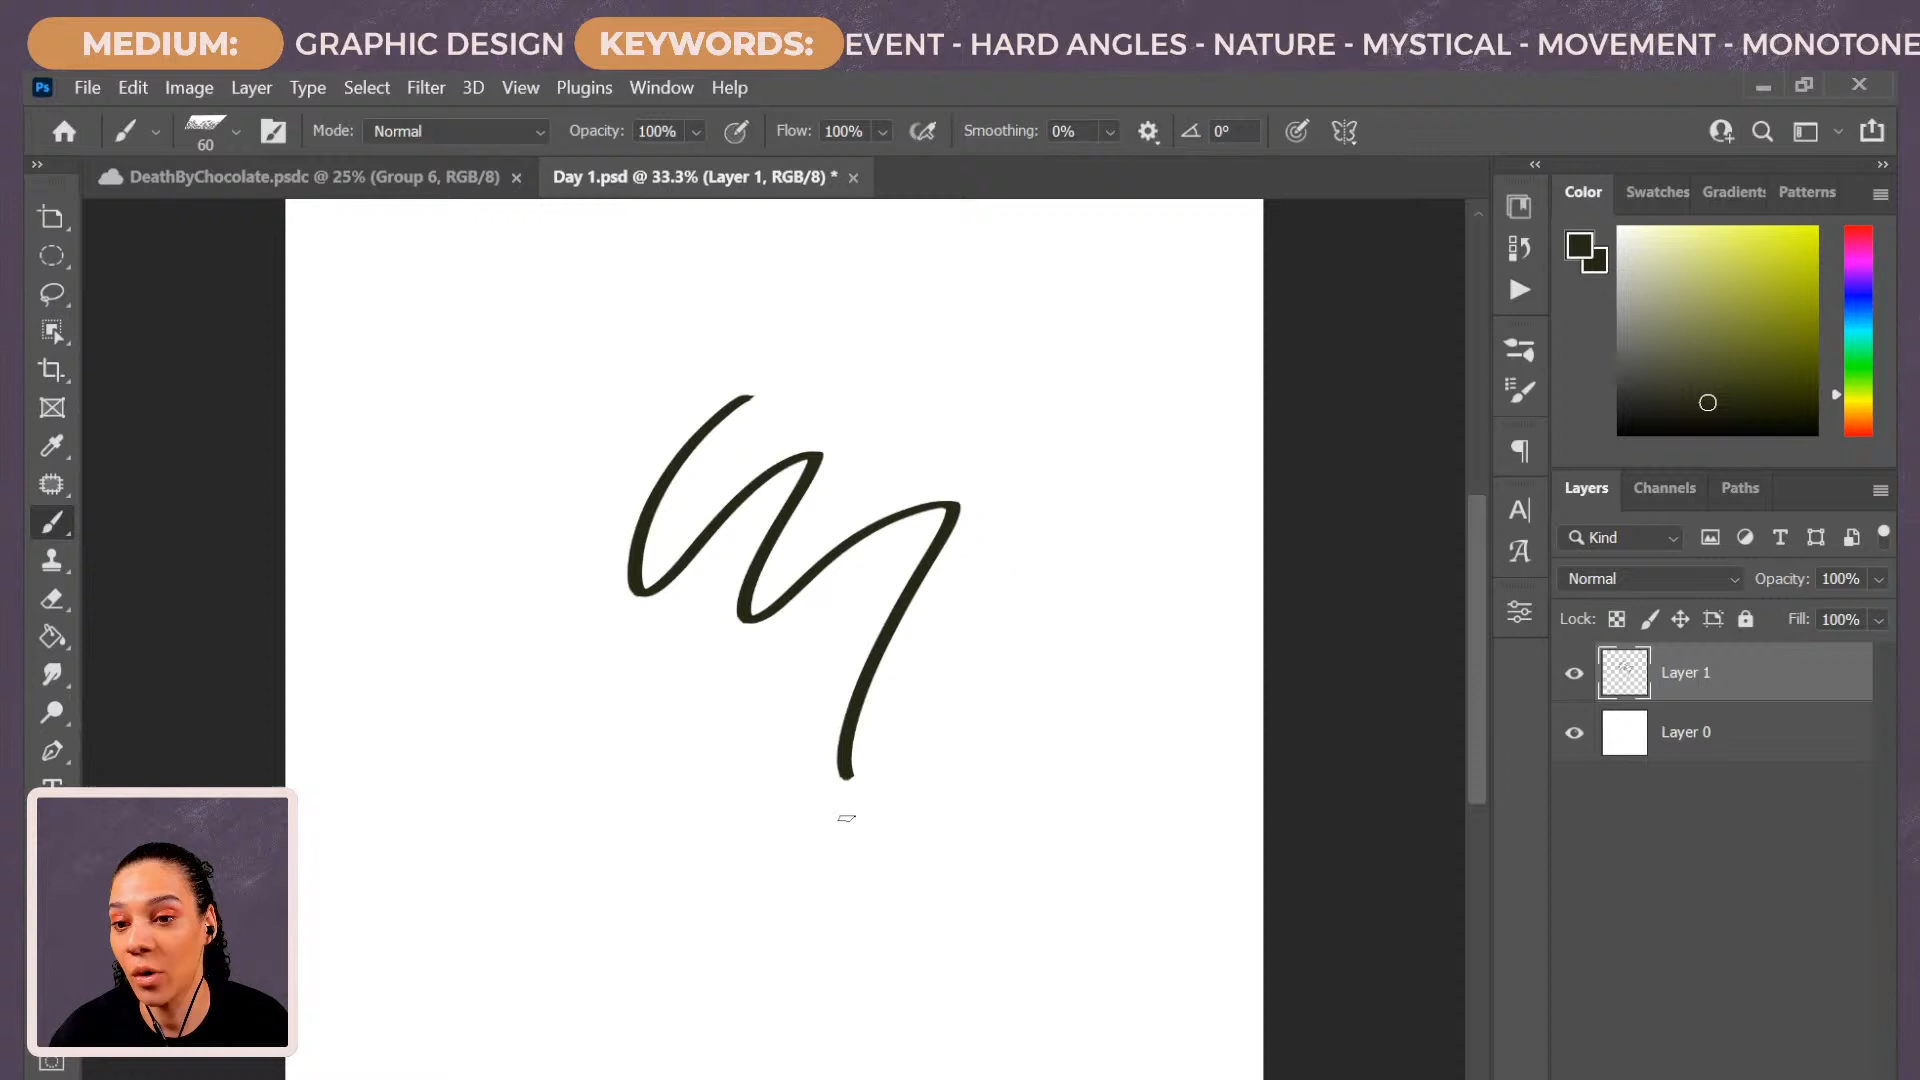 MEDIUM: GRAPHIC DESIGN KEYWORDS: EVENT - HARD ANGLES - NATURE - MYSTICAL - MOVEMENT - MONOTONE
Ps File Edit Image Layer Type Select Filter 3D View Plugins Window Help
60 Mode: Normal Opacity: 100% Flow: 100% Smoothing: 0% 0°
DeathByChocolate.psdc @ 25% (Group 6, RGB/8) × Day 1.psd @ 33.3% (Layer 1, RGB/8) * ×
Color Swatches Gradients Patterns
Layers Channels Paths
Kind
Normal Opacity: 100%
Lock: Fill: 100%
Layer 1
Layer 0